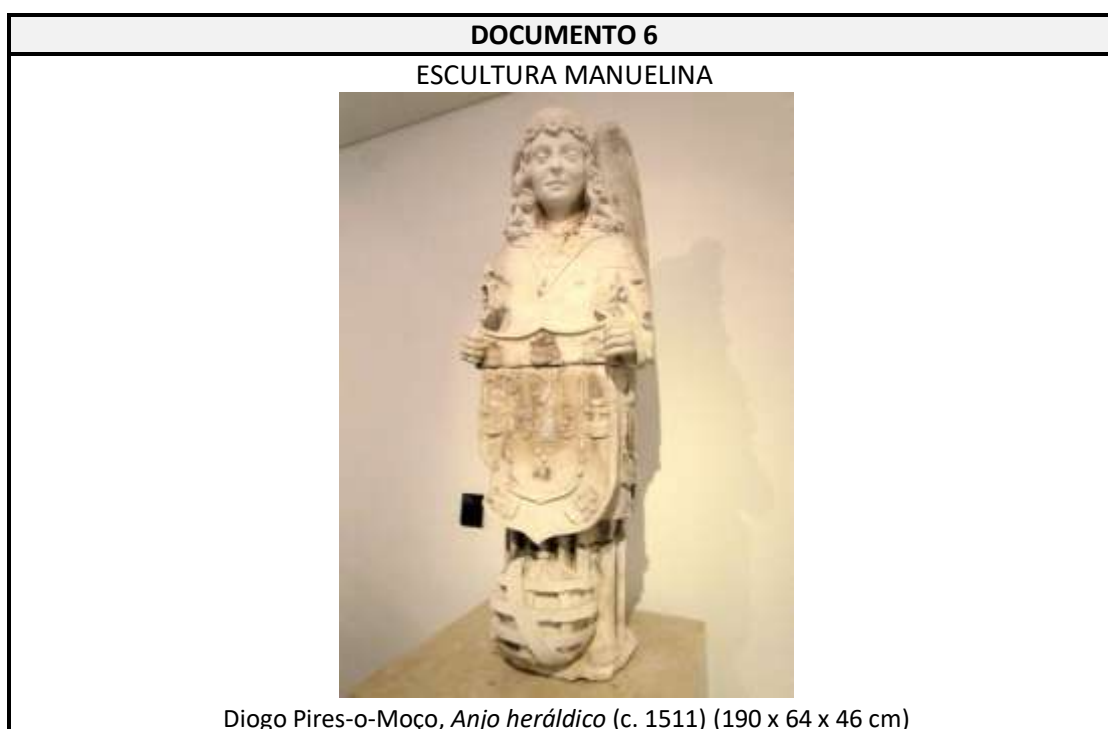 DOCUMENTO 6
ESCULTURA MANUELINA
Diogo Pires-o-Moço, Anjo heráldico (c. 1511) (190 x 64 x 46 cm)